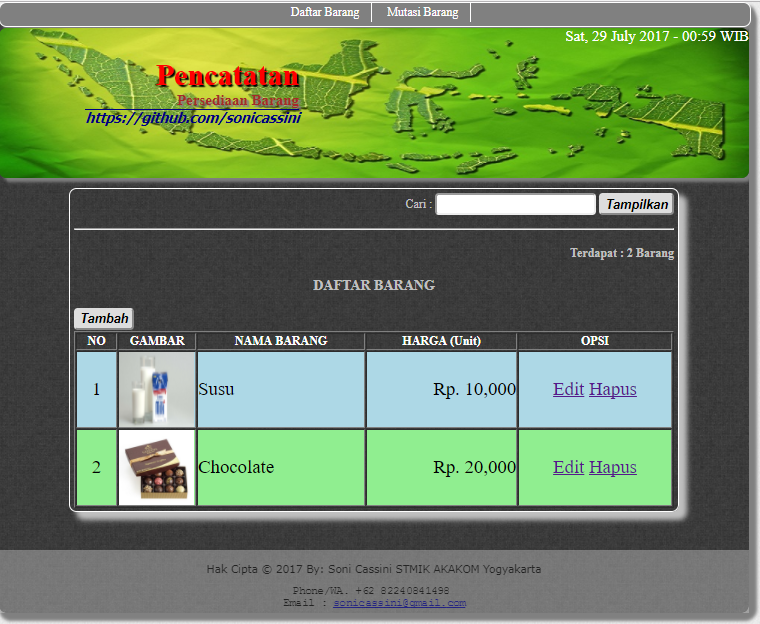 Daftar Barang Mutasi Barang
Sat, 29 July 2017 - 00:59 WIB
Pencatatan
Persediaan Barang
https://github.com/sonicassini
Cari : Tampilkan
Terdapat : 2 Barang
DAFTAR BARANG
Tambah
NO GAMBAR NAMA BARANG HARGA (Unit) OPSI
1 Susu Rp. 10,000 Edit Hapus
2 Chocolate Rp. 20,000 Edit Hapus
Hak Cipta © 2017 By: Soni Cassini STMIK AKAKOM Yogyakarta
Phone/WA. +62 82240841498
Email : sonicassini@gmail.com